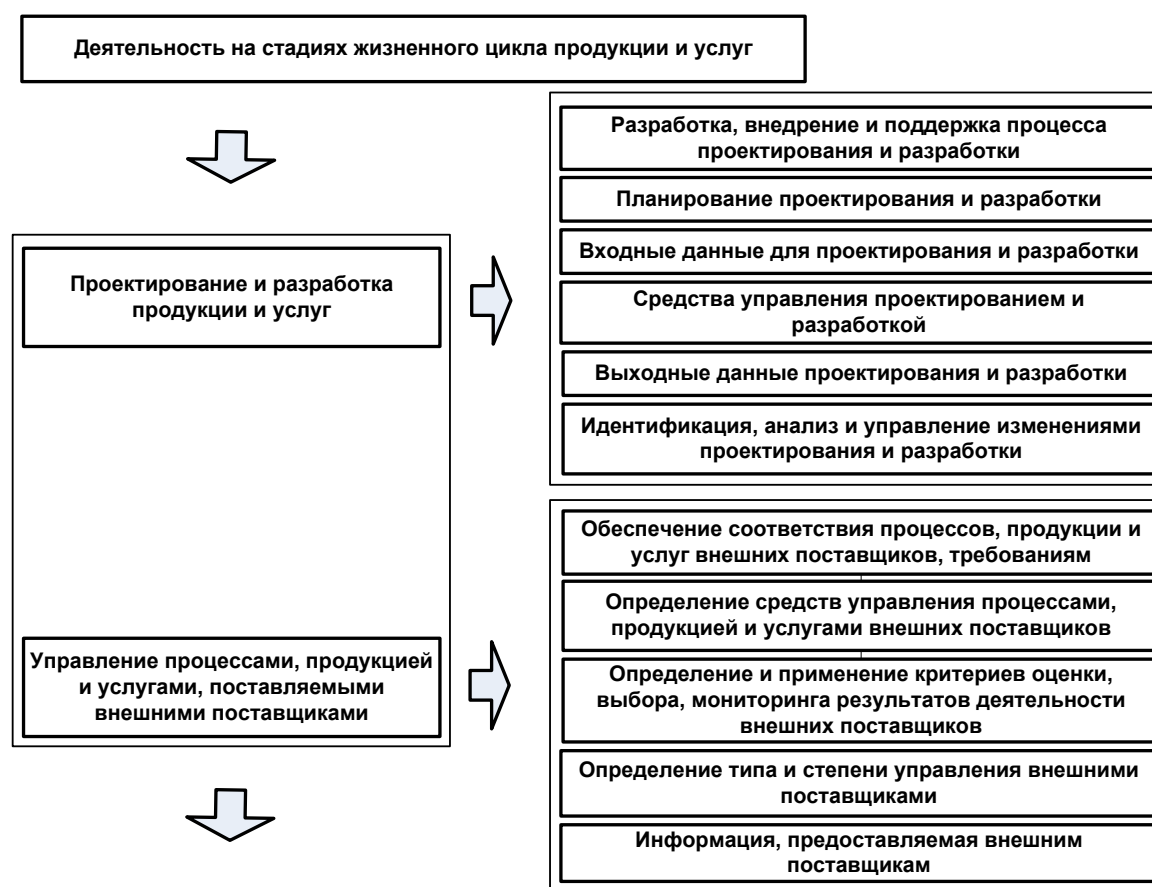 Деятельность на стадиях жизненного цикла продукции и услуг
Проектирование и разработка
продукции и услуг
Разработка, внедрение и поддержка процесса
проектирования и разработки
Планирование проектирования и разработки
Входные данные для проектирования и разработки
Средства управления проектированием и
разработкой
Выходные данные проектирования и разработки
Идентификация, анализ и управление изменениями
проектирования и разработки
Управление процессами, продукцией
и услугами, поставляемыми
внешними поставщиками
Обеспечение соответствия процессов, продукции и
услуг внешних поставщиков, требованиям
Определение средств управления процессами,
продукцией и услугами внешних поставщиков
Определение и применение критериев оценки,
выбора, мониторинга результатов деятельности
внешних поставщиков
Определение типа и степени управления внешними
поставщиками
Информация, предоставляемая внешним
поставщикам